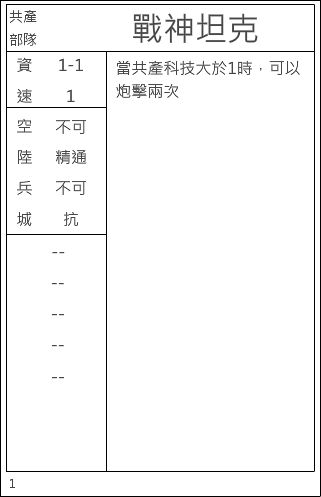 共產
部隊
戰神坦克
資 1-1
速 1
空 不可
陸 精通
兵 不可
城 抗
--
--
--
--
--
當共產科技大於1時，可以
炮擊兩次
1